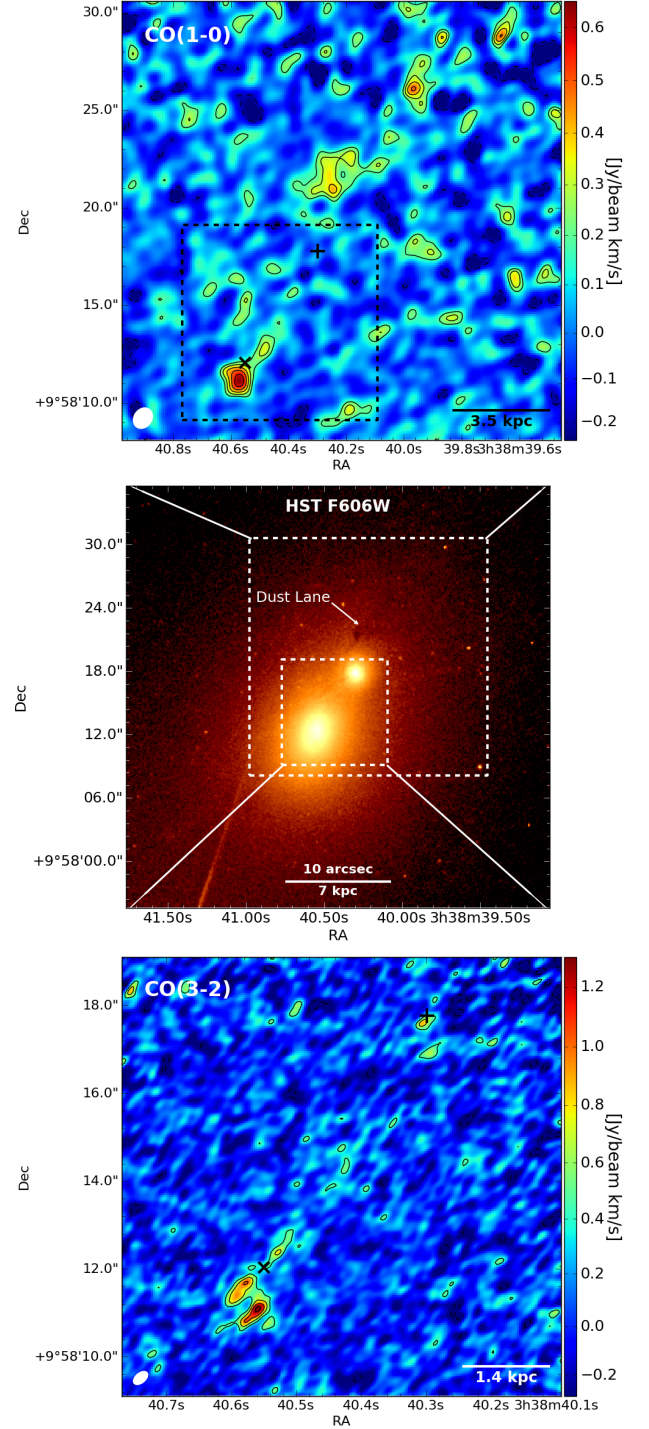 CO(1-0)
30.0"
25.0"
20.0"
15.0"
+9°58'10.0"
Dec
40.8s 40.6s 40.4s 40.2s 40.0s 39.8s 3h38m39.6s
RA
3.5 kpc
0.6
0.5
0.4
0.3
0.2
0.1
0.0
−0.1
−0.2
[Jy/beam km/s]
HST F606W
Dust Lane
30.0"
24.0"
18.0"
12.0"
06.0"
+9°58'00.0"
Dec
10 arcsec
7 kpc
41.50s 41.00s 40.50s 40.00s 3h38m39.50s
RA
CO(3-2)
18.0"
16.0"
14.0"
12.0"
+9°58'10.0"
Dec
1.4 kpc
40.7s 40.6s 40.5s 40.4s 40.3s 40.2s 3h38m40.1s
RA
1.2
1.0
0.8
0.6
0.4
0.2
0.0
−0.2
[Jy/beam km/s]